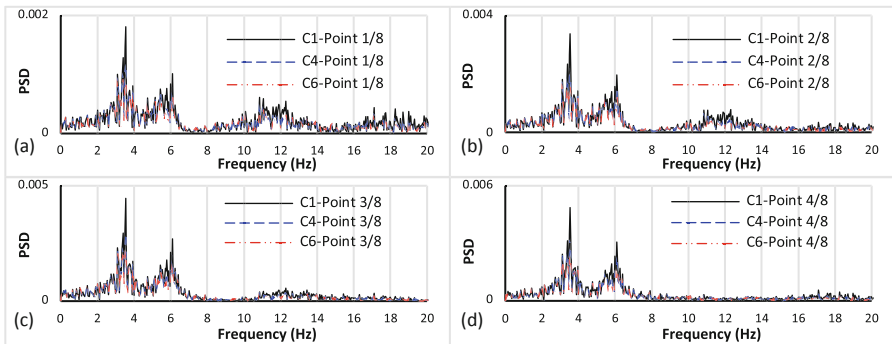 0.002
PSD
C1-Point 1/8
C4-Point 1/8
C6-Point 1/8
0
0 2 4 6 8 10 12 14 16 18 20
(a)
Frequency (Hz)
0.004
PSD
C1-Point 2/8
C4-Point 2/8
C6-Point 2/8
0
0 2 4 6 8 10 12 14 16 18 20
(b)
Frequency (Hz)
0.005
PSD
C1-Point 3/8
C4-Point 3/8
C6-Point 3/8
0
0 2 4 6 8 10 12 14 16 18 20
(c)
Frequency (Hz)
0.006
PSD
C1-Point 4/8
C4-Point 4/8
C6-Point 4/8
0
0 2 4 6 8 10 12 14 16 18 20
(d)
Frequency (Hz)